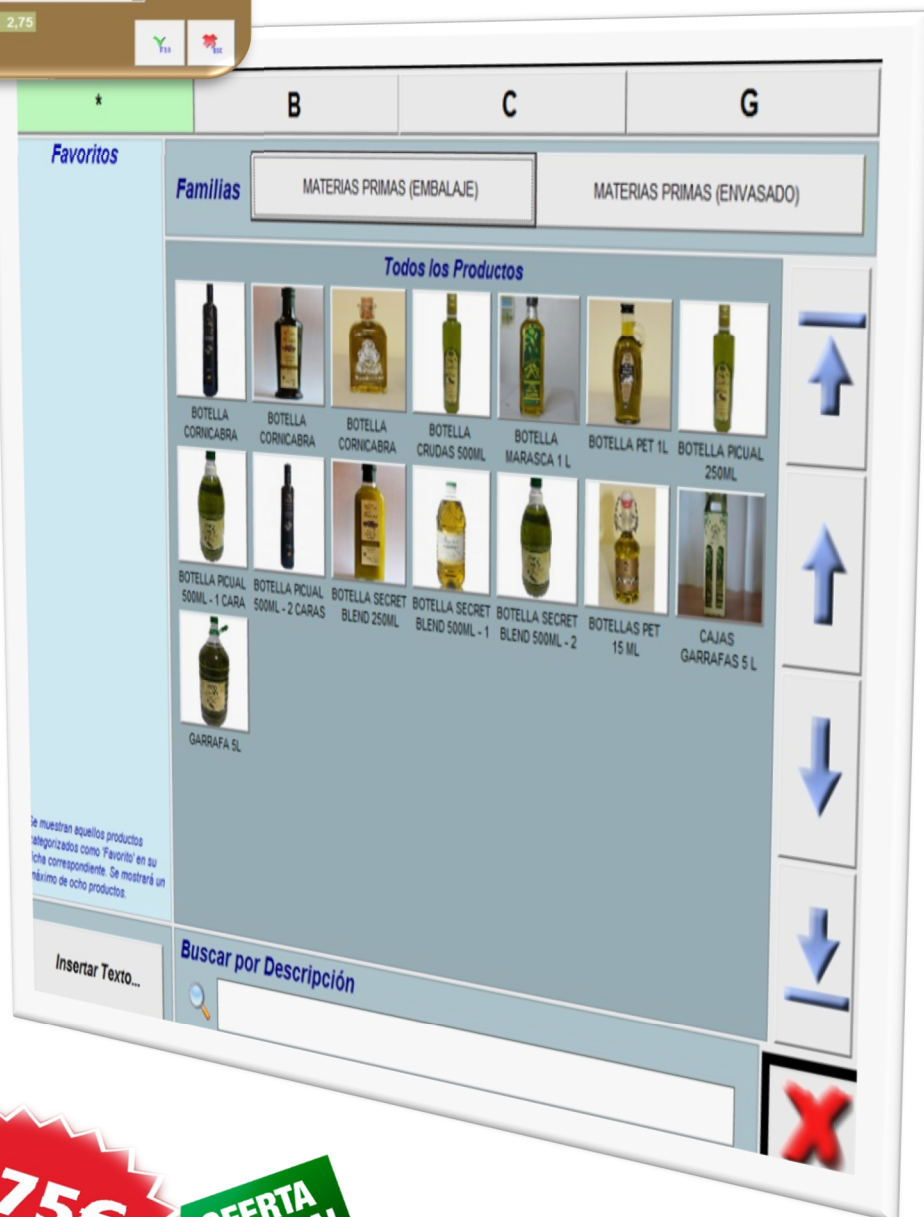 2,75
*
B
C
G
Favoritos
Familias
MATERIAS PRIMAS (EMBALAJE)
MATERIAS PRIMAS (ENVASADO)
Todos los Productos
BOTELLA
CORNICABRA
BOTELLA
CORNICABRA
BOTELLA
CORNICABRA
BOTELLA
CRUDAS 500ML
BOTELLA
MARASCA 1 L
BOTELLA PET 1L
BOTELLA PICUAL
250ML
BOTELLA PICUAL
500ML - 1 CARA
BOTELLA PICUAL
500ML - 2 CARAS
BOTELLA SECRET
BLEND 250ML
BOTELLA SECRET
BLEND 500ML - 1
BOTELLA SECRET
BLEND 500ML - 2
BOTELLAS PET
15 ML
CAJAS
GARRAFAS 5 L
GARRAFA 5L
Se muestran aquellos productos
categorizados como 'Favorito' en su
ficha correspondiente. Se mostrará un
máximo de ocho productos.
Insertar Texto...
Buscar por Descripción
75€
OFERTA